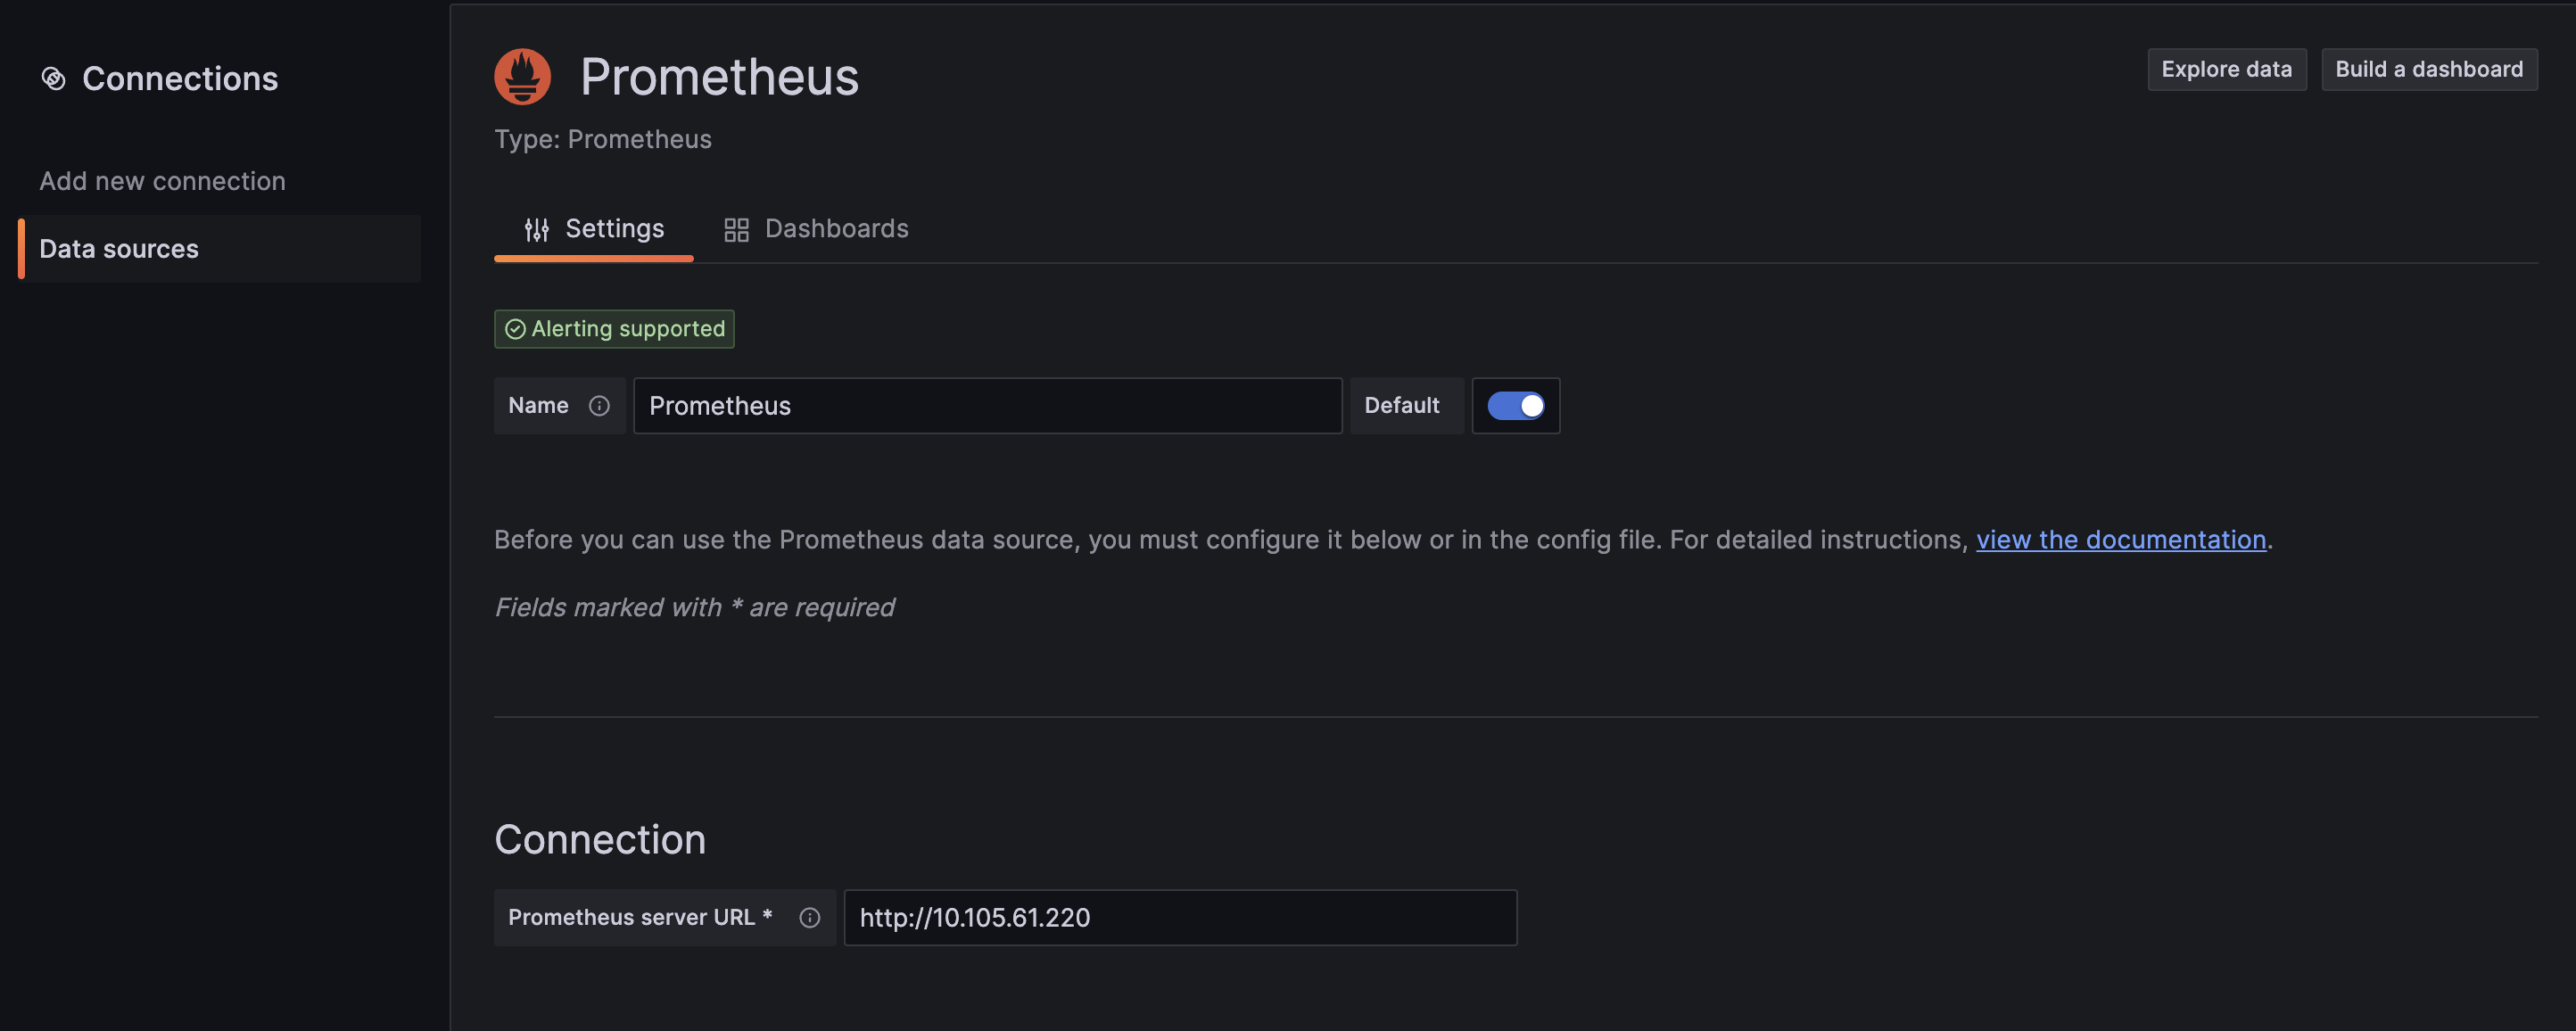 Connections
Add new connection
Data sources
Prometheus
Explore data
Build a dashboard
Type: Prometheus
Settings
Dashboards
Alerting supported
Name
Prometheus
Default
Before you can use the Prometheus data source, you must configure it below or in the config file. For detailed instructions, view the documentation.
Fields marked with * are required
Connection
Prometheus server URL *
http://10.105.61.220